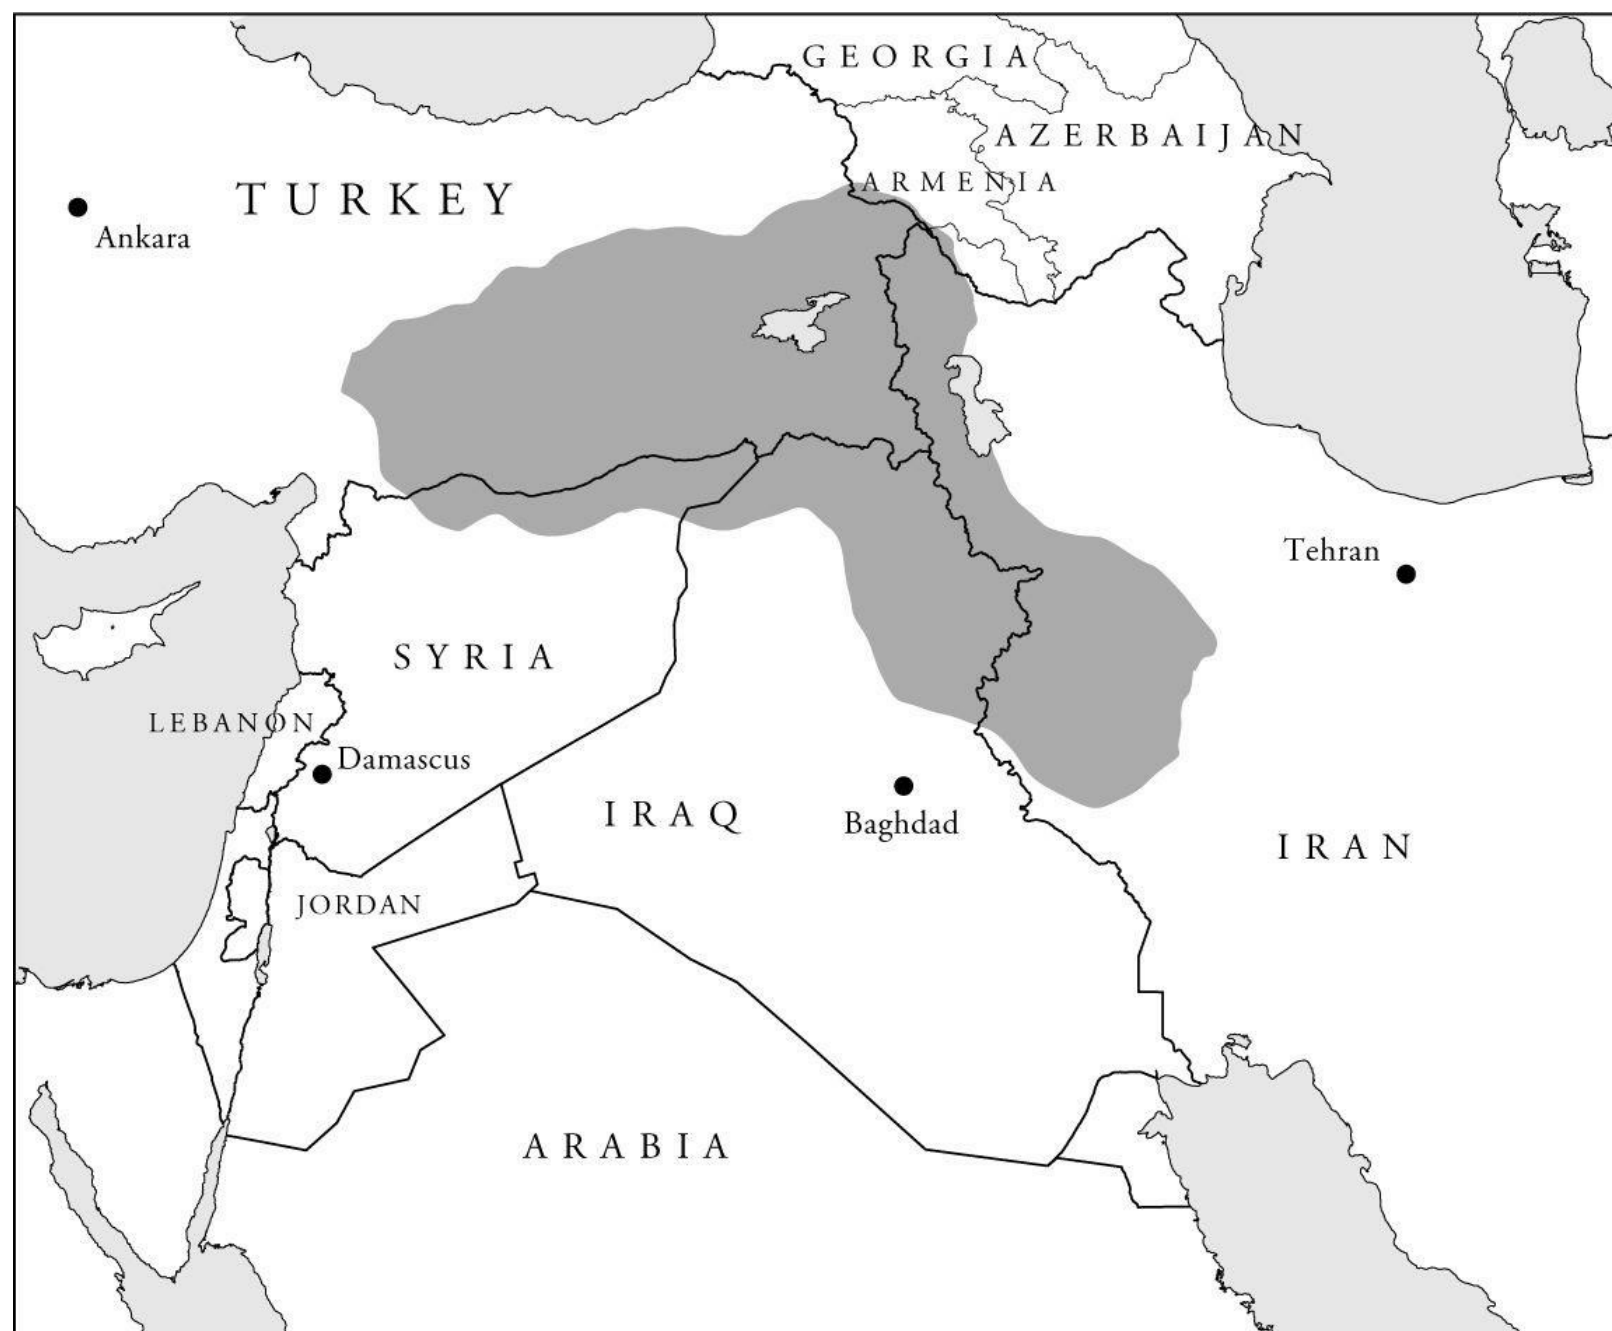 GEORGIA
AZERBAIJAN
ARMENIA
TURKEY
Ankara
Tehran
SYRIA
LEBANON
Damascus
IRAQ
Baghdad
IRAN
JORDAN
ARABIA